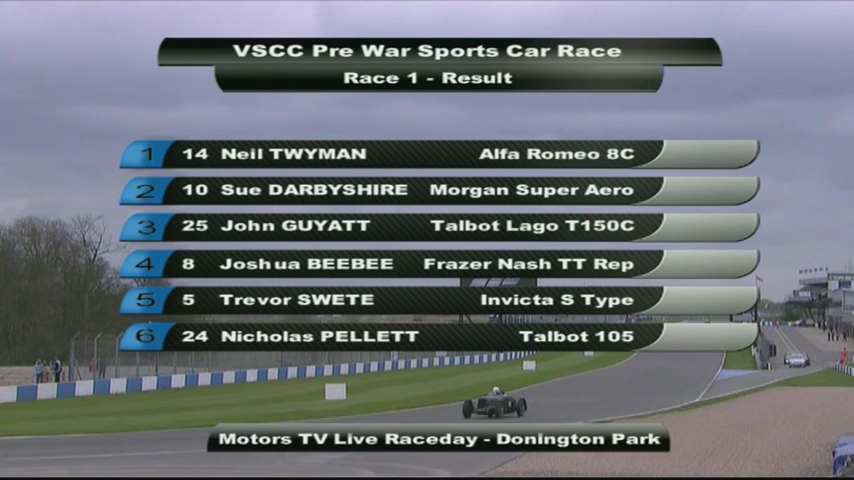 VSCC Pre War Sports Car Race
Race 1 - Result
1 14 Neil TWYMAN Alfa Romeo 8C
2 10 Sue DARBYSHIRE Morgan Super Aero
3 25 John GUYATT Talbot Lago T150C
4 8 Joshua BEEBEE Frazer Nash TT Rep
5 5 Trevor SWETE Invicta S Type
6 24 Nicholas PELLETT Talbot 105
Motors TV Live Raceday - Donington Park